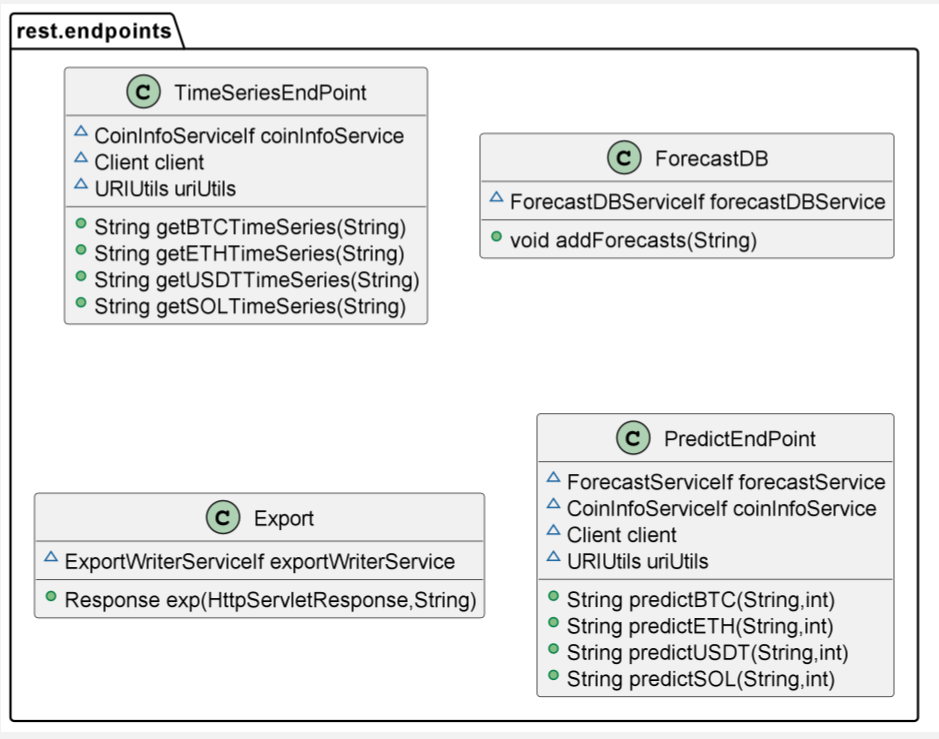 rest.endpoints
C TimeSeriesEndPoint
CoinInfoServiceIf coinInfoService
Client client
URIUtils uriUtils
String getBTCTimeSeries(String)
String getETHTimeSeries(String)
String getUSDTTimeSeries(String)
String getSOLTimeSeries(String)
C ForecastDB
ForecastDBServiceIf forecastDBService
void addForecasts(String)
C Export
ExportWriterServiceIf exportWriterService
Response exp(HttpServletResponse,String)
C PredictEndPoint
ForecastServiceIf forecastService
CoinInfoServiceIf coinInfoService
Client client
URIUtils uriUtils
String predictBTC(String,int)
String predictETH(String,int)
String predictUSDT(String,int)
String predictSOL(String,int)